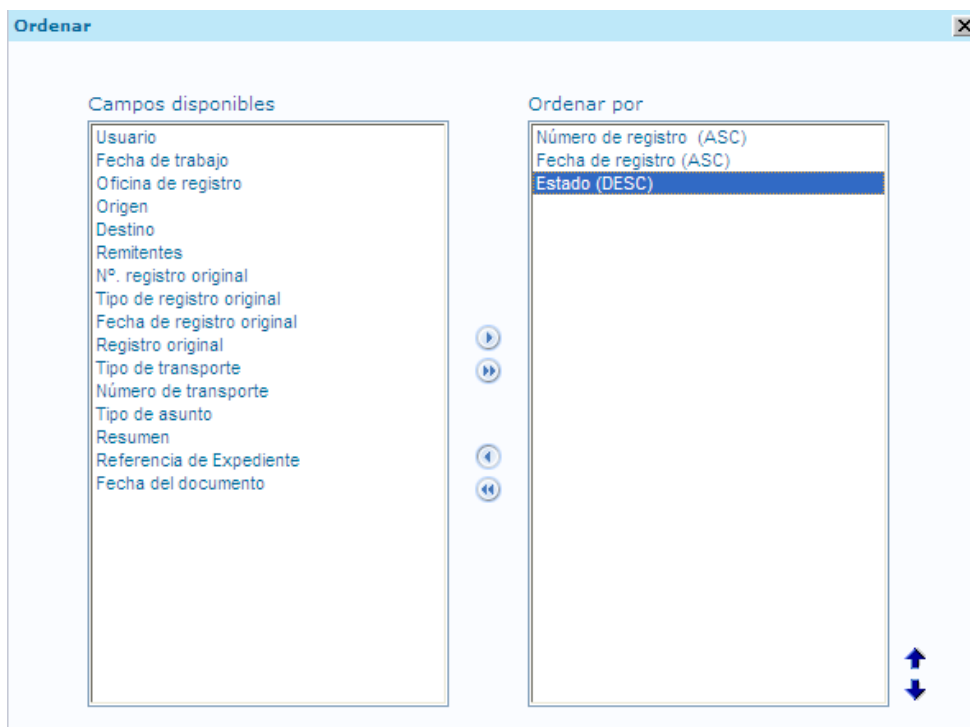 Ordenar
Campos disponibles
Usuario
Fecha de trabajo
Oficina de registro
Origen
Destino
Remitentes
Nº. registro original
Tipo de registro original
Fecha de registro original
Registro original
Tipo de transporte
Número de transporte
Tipo de asunto
Resumen
Referencia de Expediente
Fecha del documento
Ordenar por
Número de registro  (ASC)
Fecha de registro (ASC)
Estado (DESC)